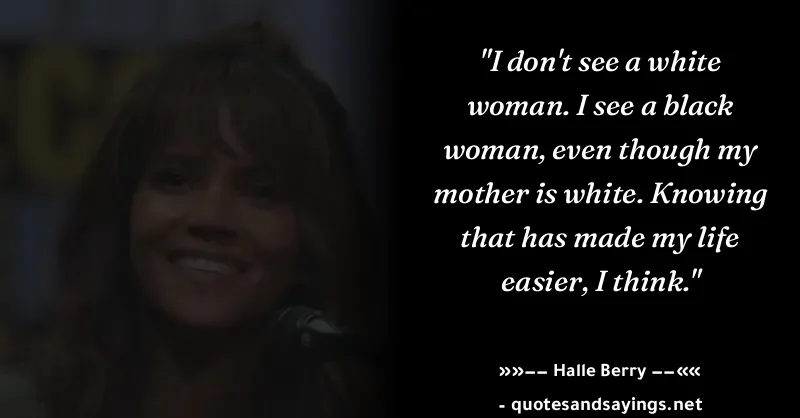 "I don't see a white
woman. I see a black
woman, even though my
mother is white. Knowing
that has made my life
easier, I think."
»»—— Halle Berry ——««
- quotesandsayings.net